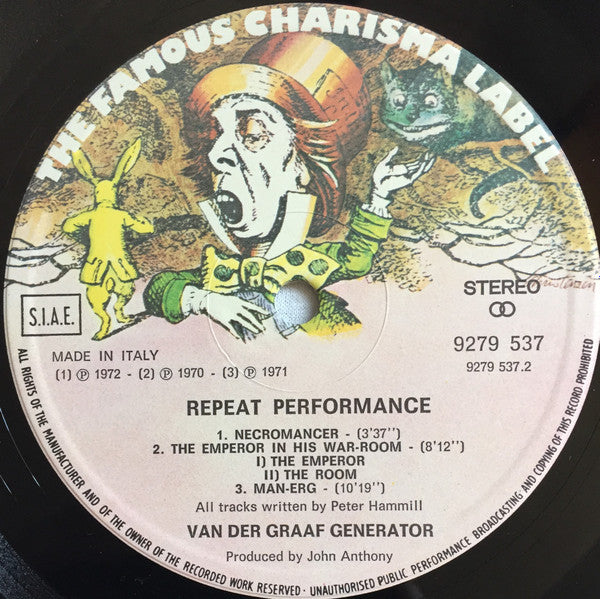 THE FAMOUS CHARISMA LABEL
STEREO
S.I.A.E.
MADE IN ITALY
(1) ℗ 1972 - (2) ℗ 1970 - (3) ℗ 1971
9279 537
9279 537.2
REPEAT PERFORMANCE
1. NECROMANCER - (3'37'')
2. THE EMPEROR IN HIS WAR-ROOM - (8'12'')
I) THE EMPEROR
II) THE ROOM
3. MAN-ERG - (10'19'')
All tracks written by Peter Hammill
VAN DER GRAAF GENERATOR
Produced by John Anthony
ALL RIGHTS OF THE MANUFACTURER AND OF THE OWNER OF THE RECORDED WORK RESERVED · UNAUTHORISED PUBLIC PERFORMANCE BROADCASTING AND COPYING OF THIS RECORD PROHIBITED